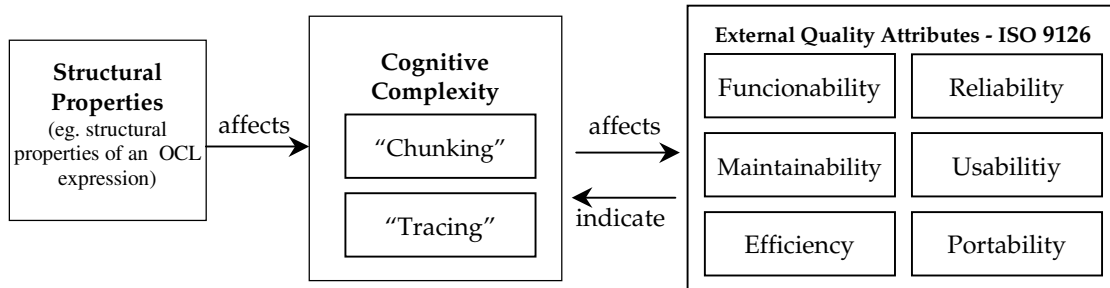 Structural
Properties
(eg. structural
properties of an OCL
expression)
affects
Cognitive
Complexity
“Chunking”
“Tracing”
affects
indicate
External Quality Attributes - ISO 9126
Funcionability
Reliability
Maintainability
Usabilitiy
Efficiency
Portability